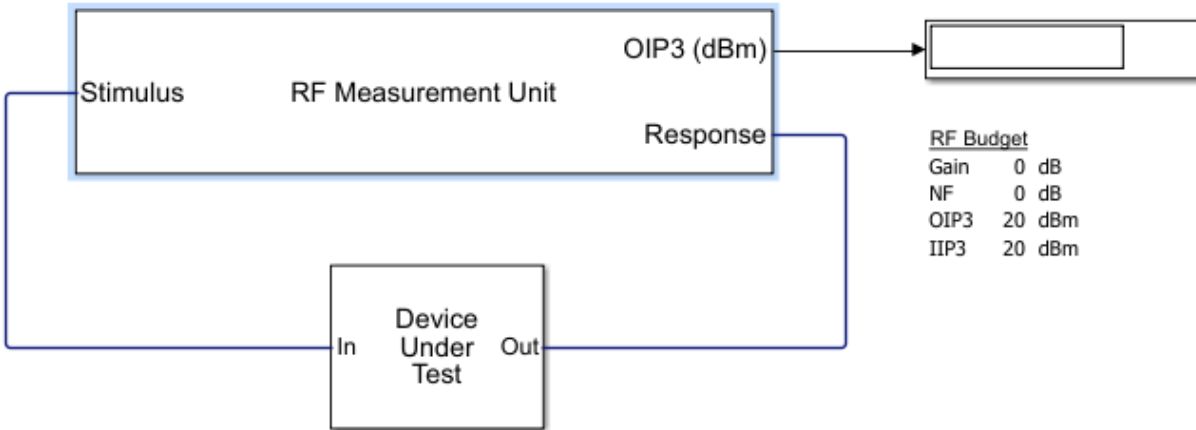 OIP3 (dBm)
Stimulus
RF Measurement Unit
Response
RF Budget
Gain 0 dB
NF 0 dB
OIP3 20 dBm
IIP3 20 dBm
In
Device
Under
Test
Out